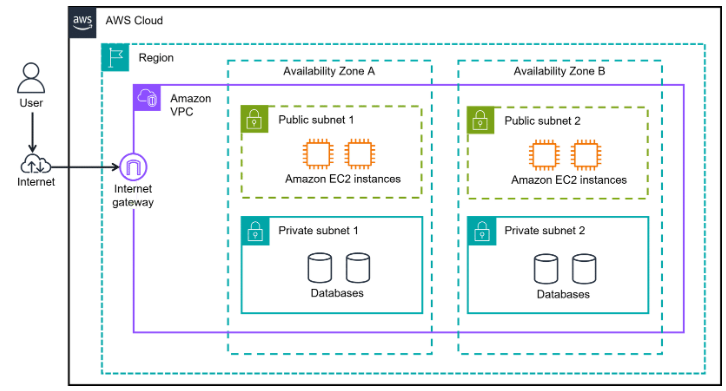 aws
AWS Cloud
Region
Availability Zone A
Availability Zone B
User
Amazon
VPC
Public subnet 1
Public subnet 2
Internet
Internet
gateway
Amazon EC2 instances
Amazon EC2 instances
Private subnet 1
Private subnet 2
Databases
Databases